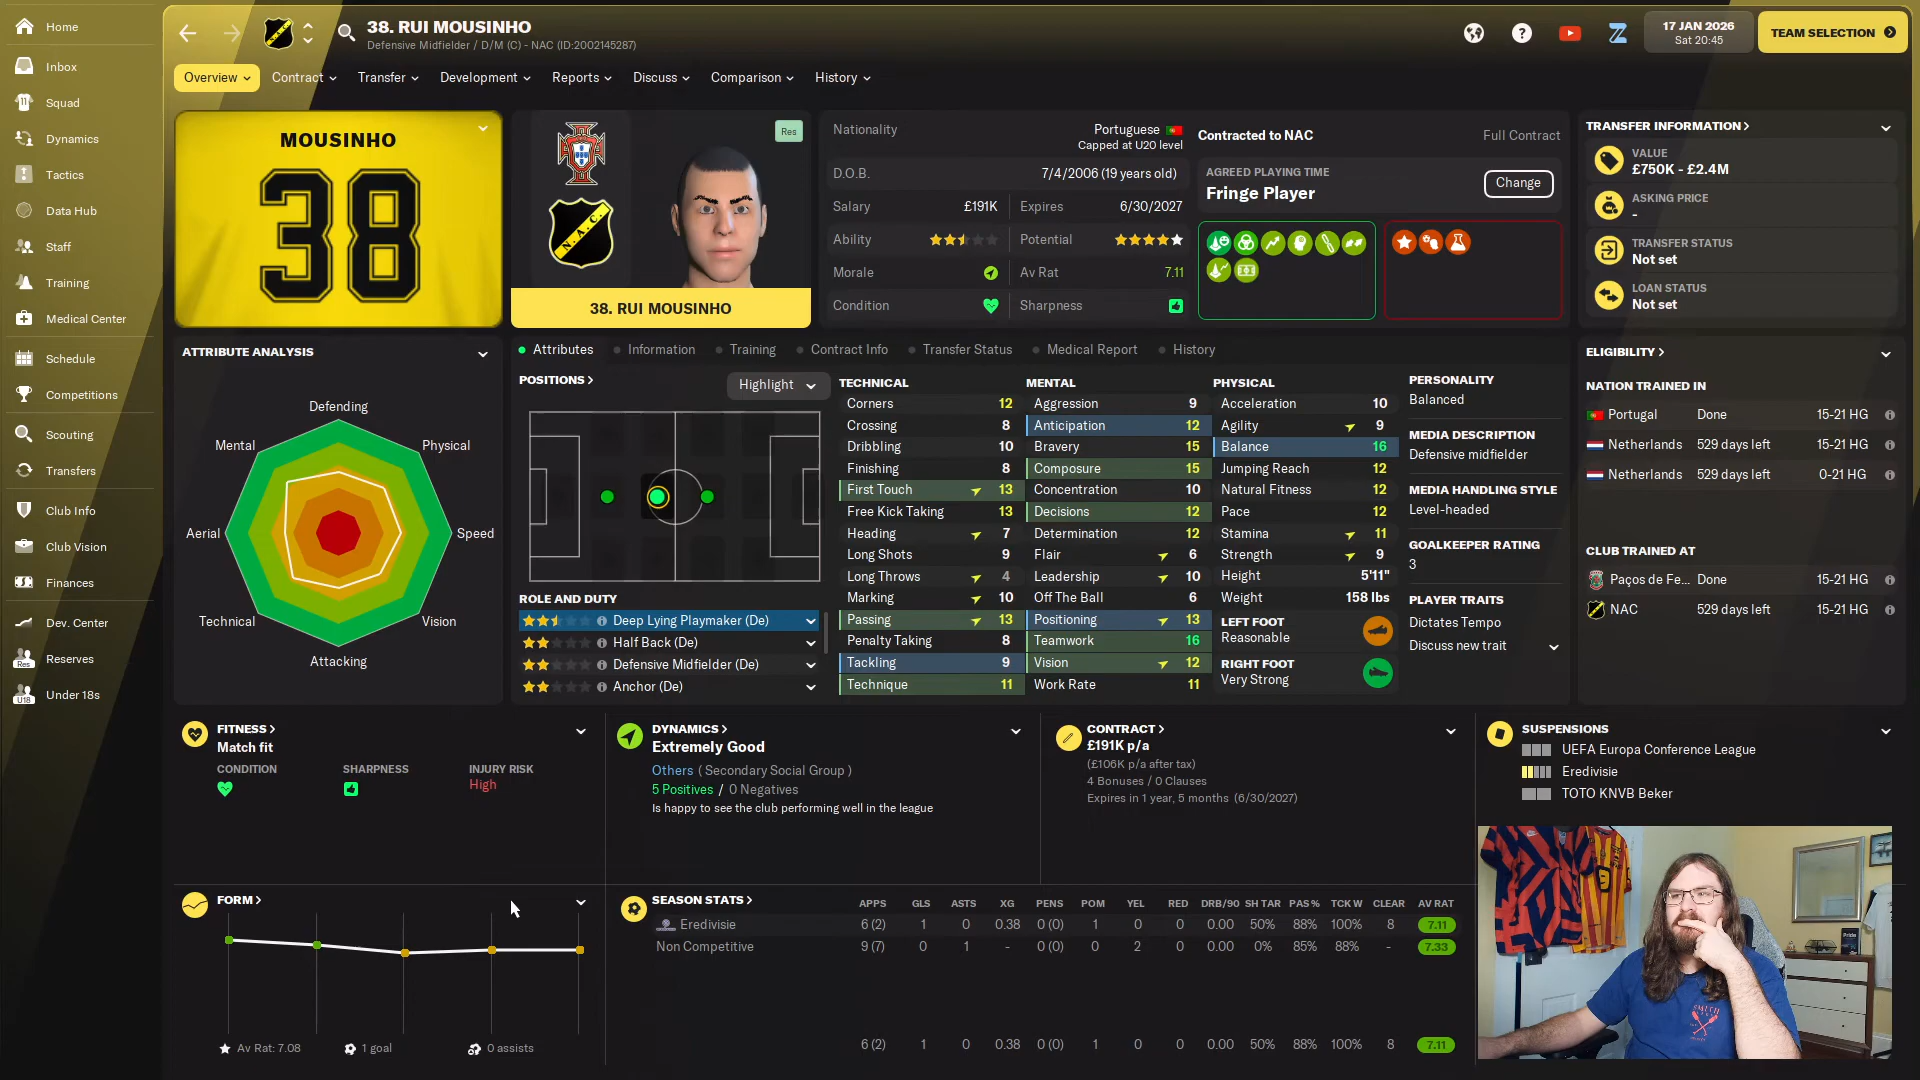 Home
Inbox
Squad
Dynamics
Tactics
Data Hub
Staff
Training
Medical Center
Schedule
Competitions
Scouting
Transfers
Club Info
Club Vision
Finances
Dev. Center
Reserves
Under 18s
38. RUI MOUSINHO
Defensive Midfielder / D/M (C) - NAC (ID:2002145287)
17 JAN 2026
Sat 20:45
TEAM SELECTION
Overview
Contract
Transfer
Development
Reports
Discuss
Comparison
History
MOUSINHO
38
Res
N.A.C.
38. RUI MOUSINHO
Nationality Portuguese
Capped at U20 level
D.O.B. 7/4/2006 (19 years old)
Salary £191K Expires 6/30/2027
Ability Potential
Morale Av Rat 7.11
Condition Sharpness
Contracted to NAC Full Contract
AGREED PLAYING TIME
Fringe Player
Change
TRANSFER INFORMATION >
VALUE
£750K - £2.4M
ASKING PRICE
-
TRANSFER STATUS
Not set
LOAN STATUS
Not set
ATTRIBUTE ANALYSIS
Defending
Physical
Speed
Vision
Attacking
Technical
Aerial
Mental
Attributes Information Training Contract Info Transfer Status Medical Report History
POSITIONS >
Highlight
ROLE AND DUTY
Deep Lying Playmaker (De)
Half Back (De)
Defensive Midfielder (De)
Anchor (De)
TECHNICAL
Corners 12
Crossing 8
Dribbling 10
Finishing 8
First Touch 13
Free Kick Taking 13
Heading 7
Long Shots 9
Long Throws 4
Marking 10
Passing 13
Penalty Taking 8
Tackling 9
Technique 11
MENTAL
Aggression 9
Anticipation 12
Bravery 15
Composure 15
Concentration 10
Decisions 12
Determination 12
Flair 6
Leadership 10
Off The Ball 6
Positioning 13
Teamwork 16
Vision 12
Work Rate 11
PHYSICAL
Acceleration 10
Agility 9
Balance 16
Jumping Reach 12
Natural Fitness 12
Pace 12
Stamina 11
Strength 9
Height 5'11"
Weight 158 lbs
LEFT FOOT
Reasonable
RIGHT FOOT
Very Strong
PERSONALITY
Balanced
MEDIA DESCRIPTION
Defensive midfielder
MEDIA HANDLING STYLE
Level-headed
GOALKEEPER RATING
3
PLAYER TRAITS
Dictates Tempo
Discuss new trait
ELIGIBILITY >
NATION TRAINED IN
Portugal Done 15-21 HG
Netherlands 529 days left 15-21 HG
Netherlands 529 days left 0-21 HG
CLUB TRAINED AT
Paços de Fe... Done 15-21 HG
NAC 529 days left 15-21 HG
FITNESS >
Match fit
CONDITION SHARPNESS INJURY RISK
High
DYNAMICS >
Extremely Good
Others ( Secondary Social Group )
5 Positives / 0 Negatives
Is happy to see the club performing well in the league
CONTRACT >
£191K p/a
(£106K p/a after tax)
4 Bonuses / 0 Clauses
Expires in 1 year, 5 months (6/30/2027)
SUSPENSIONS
UEFA Europa Conference League
Eredivisie
TOTO KNVB Beker
FORM >
Av Rat: 7.08 1 goal 0 assists
SEASON STATS > APPS GLS ASTS XG PENS POM YEL RED DRB/90 SH TAR PAS % TCK W CLEAR AV RAT
Eredivisie 6 (2) 1 0 0.38 0 (0) 1 0 0 0.00 50% 88% 100% 8 7.11
Non Competitive 9 (7) 0 1 - 0 (0) 0 2 0 0.00 0% 85% 88% - 7.33
6 (2) 1 0 0.38 0 (0) 1 0 0 0.00 50% 88% 100% 8 7.11